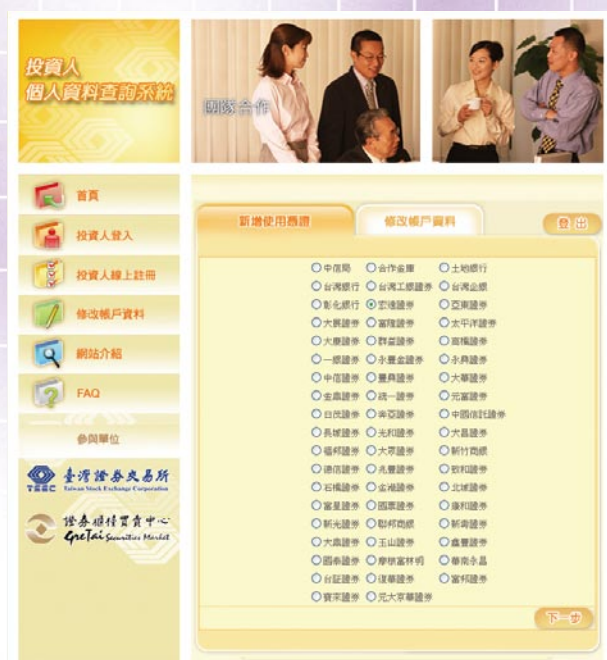 投資人
個人資料查詢系統
團隊合作
首頁
投資人登入
投資人線上註冊
修改帳戶資料
網站介紹
FAQ
參與單位
臺灣證券交易所
TSEC Taiwan Stock Exchange Corporation
證券櫃檯買賣中心
GreTai Securities Market
新增使用憑證
修改帳戶資料
登出
中信局 合作金庫 土地銀行
台灣銀行 台灣工銀證券 台灣企銀
彰化銀行 宏遠證券 亞東證券
大展證券 富隆證券 太平洋證券
大慶證券 群益證券 高橋證券
一銀證券 永豐金證券 永興證券
中信證券 豐興證券 大華證券
金鼎證券 統一證券 元富證券
日茂證券 犇亞證券 中國信託證券
長城證券 光和證券 大昌證券
福邦證券 大眾證券 新竹商銀
德信證券 兆豐證券 致和證券
石橋證券 金港證券 北城證券
富星證券 國票證券 康和證券
新光證券 聯邦商銀 新壽證券
大鼎證券 玉山證券 鑫豐證券
國泰證券 摩根富林明 華南永昌
台証證券 復華證券 富邦證券
寶來證券 元大京華證券
下一步